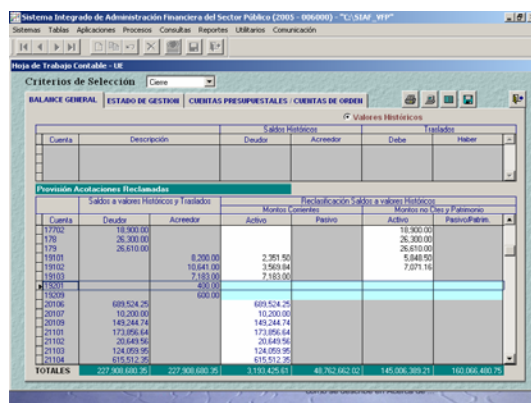 Sistema Integrado de Administración Financiera del Sector Público (2005 - 006000) - "C:\SIAF_VFP"
Sistemas Tablas Aplicaciones Procesos Consultas Reportes Utilitarios Comunicación
Hoja de Trabajo Contable - UE
Criterios de Selección Cierre
BALANCE GENERAL ESTADO DE GESTION CUENTAS PRESUPUESTALES / CUENTAS DE ORDEN
Valores Históricos
Saldos Históricos Traslados
Cuenta Descripción Deudor Acreedor Debe Haber
Provisión Acotaciones Reclamadas
Saldos a valores Históricos y Traslados Reclasificación Saldos a valores Históricos
Montos Corrientes Montos no Ctes y Patrimonio
Cuenta Deudor Acreedor Activo Pasivo Activo Pasivo/Patrim.
17702 18,900.00 18,900.00
178 26,300.00 26,300.00
179 26,610.00 26,610.00
19101 8,200.00 2,351.50 5,848.50
19102 10,641.00 3,569.84 7,071.16
19103 7,183.00 7,183.00
19201 400.00
19209 600.00
20106 689,524.25 689,524.25
20107 10,200.00 10,200.00
20109 149,244.74 149,244.74
21101 173,856.64 173,856.64
21102 20,649.56 20,649.56
21103 124,059.95 124,059.95
21104 615,512.35 615,512.35
TOTALES 227,908,680.35 227,908,680.35 3,193,425.61 48,762,662.02 145,006,389.21 160,066,480.75